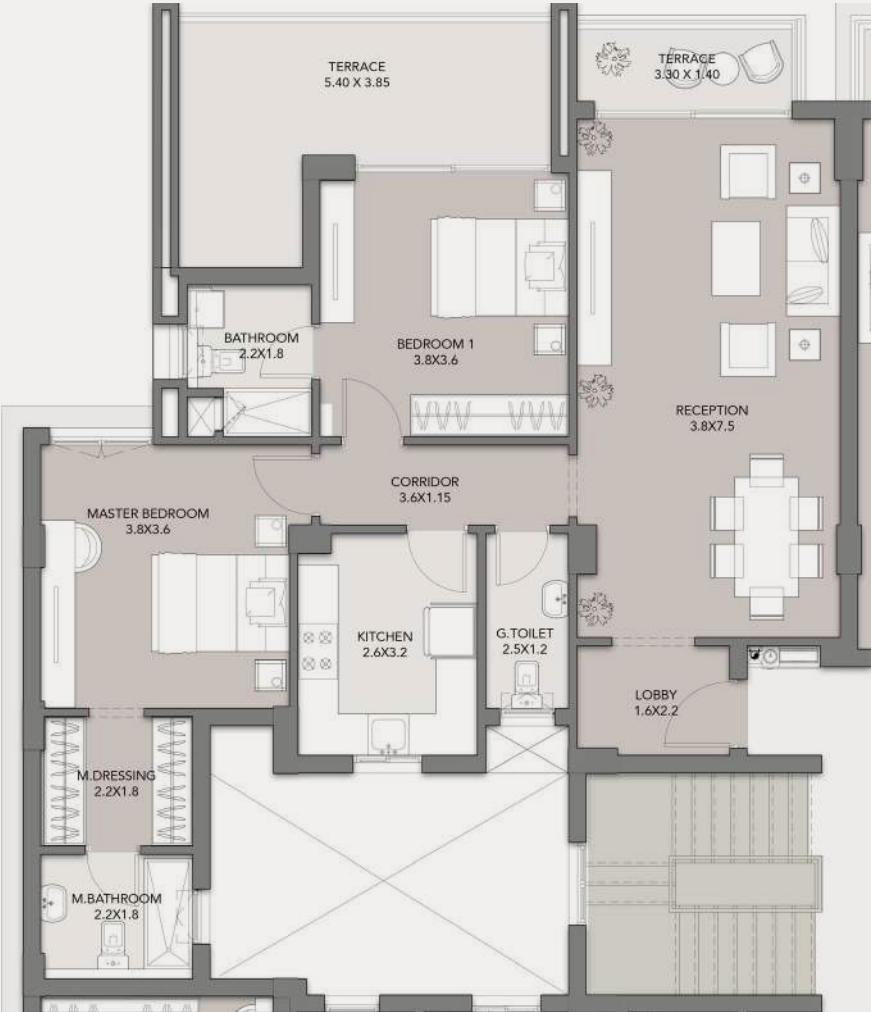 TERRACE
5.40 X 3.85
TERRACE
3.30 X 1.40
BATHROOM
2.2X1.8
BEDROOM 1
3.8X3.6
RECEPTION
3.8X7.5
CORRIDOR
3.6X1.15
MASTER BEDROOM
3.8X3.6
KITCHEN
2.6X3.2
G.TOILET
2.5X1.2
LOBBY
1.6X2.2
M.DRESSING
2.2X1.8
M.BATHROOM
2.2X1.8